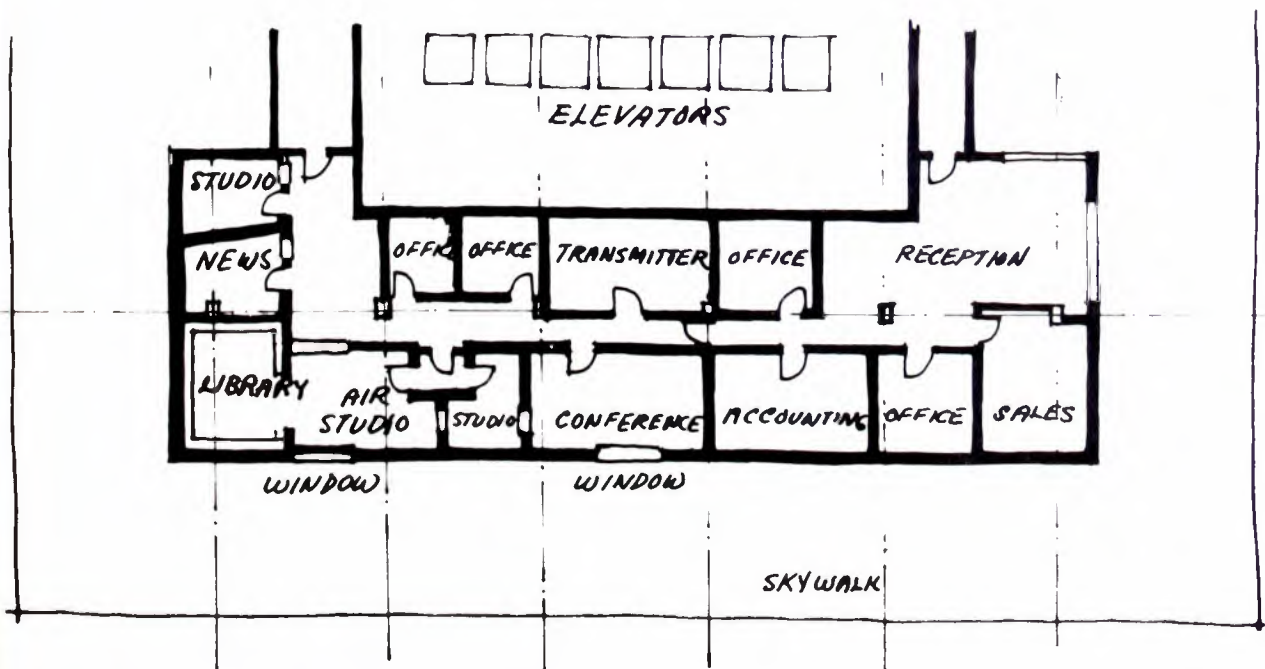 ELEVATORS
STUDIO
OFFICE OFFICE TRANSMITTER OFFICE RECEPTION
NEWS
LIBRARY
AIR
STUDIO
STUDIO
CONFERENCE ACCOUNTING OFFICE SALES
WINDOW WINDOW
SKYWALK